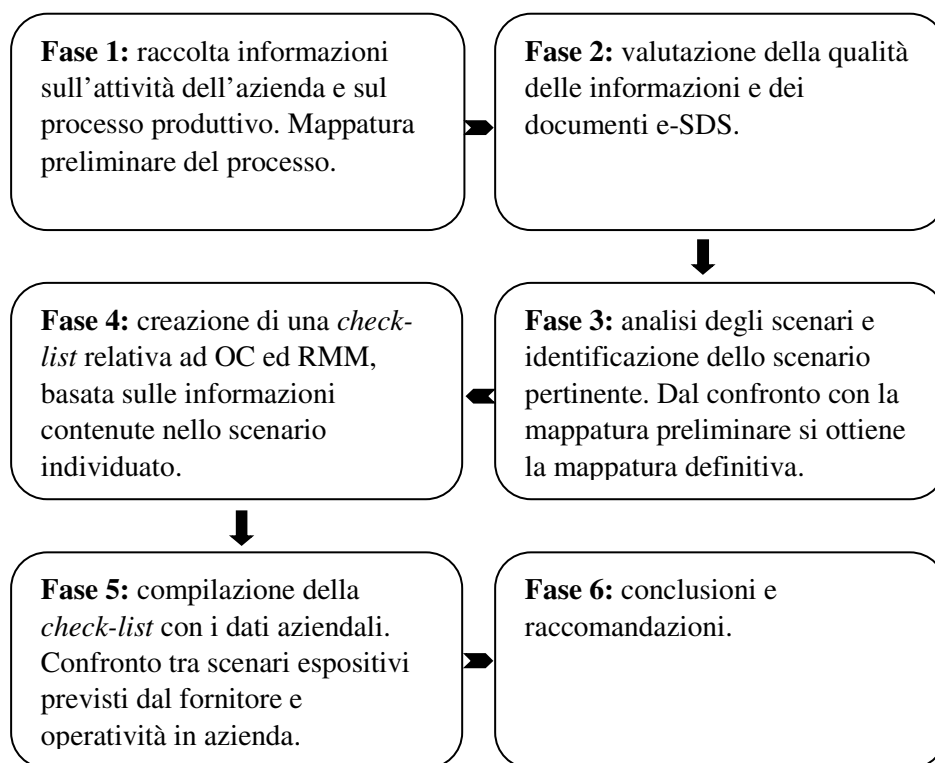 Fase 1: raccolta informazioni
sull'attività dell'azienda e sul
processo produttivo. Mappatura
preliminare del processo.
Fase 2: valutazione della qualità
delle informazioni e dei
documenti e-SDS.
Fase 3: analisi degli scenari e
identificazione dello scenario
pertinente. Dal confronto con la
mappatura preliminare si ottiene
la mappatura definitiva.
Fase 4: creazione di una check-
list relativa ad OC ed RMM,
basata sulle informazioni
contenute nello scenario
individuato.
Fase 5: compilazione della
check-list con i dati aziendali.
Confronto tra scenari espositivi
previsti dal fornitore e
operatività in azienda.
Fase 6: conclusioni e
raccomandazioni.